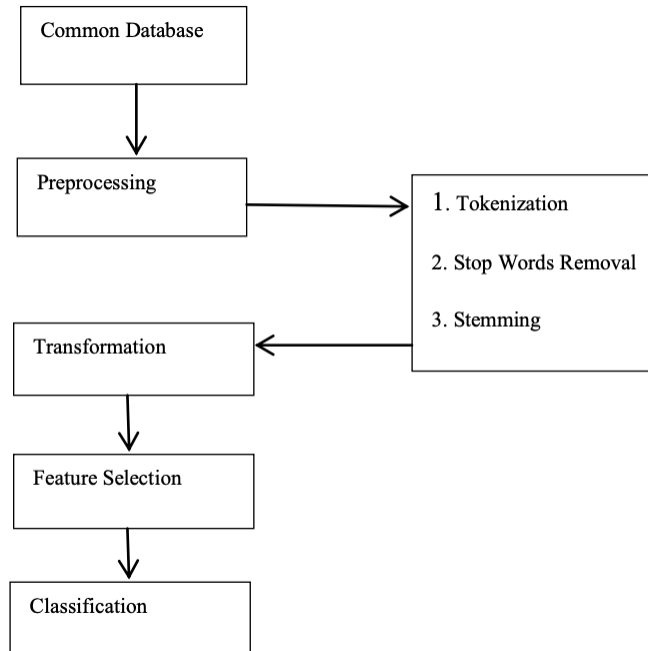 Common Database
Preprocessing
1. Tokenization
2. Stop Words Removal
3. Stemming
Transformation
Feature Selection
Classification